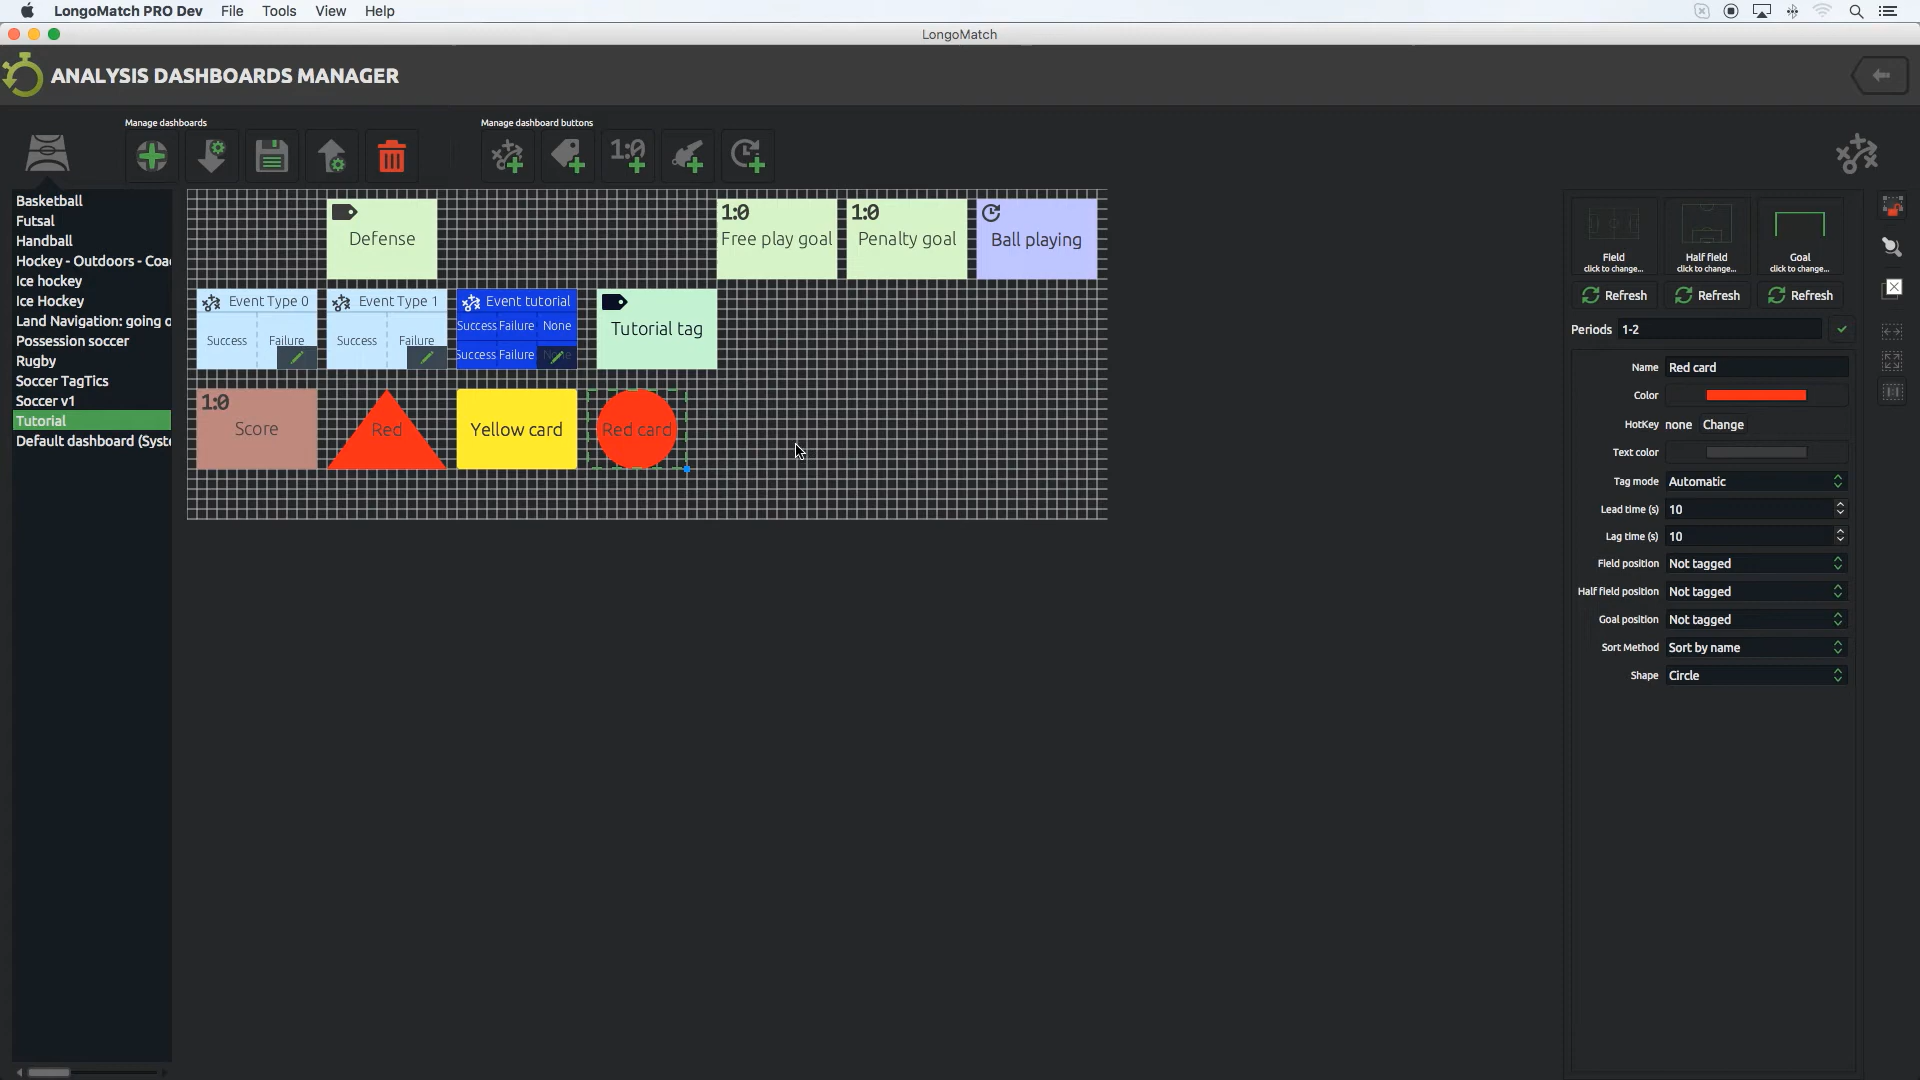 LongoMatch PRO Dev File Tools View Help
LongoMatch
ANALYSIS DASHBOARDS MANAGER
Manage dashboards
Manage dashboard buttons
1:0
Basketball
Futsal
Handball
Hockey - Outdoors - Coa
Ice hockey
Ice Hockey
Land Navigation: going o
Possession soccer
Rugby
Soccer TagTics
Soccer v1
Tutorial
Default dashboard (Syste
Defense
1:0
Free play goal
1:0
Penalty goal
Ball playing
Event Type 0
Success Failure
Event Type 1
Success Failure
Event tutorial
Success Failure None
Success Failure None
Tutorial tag
1:0
Score
Red
Yellow card
Red card
Field
click to change...
Half field
click to change...
Goal
click to change...
Refresh
Refresh
Refresh
Periods 1-2
Name Red card
Color
HotKey none Change
Text color
Tag mode Automatic
Lead time (s) 10
Lag time (s) 10
Field position Not tagged
Half field position Not tagged
Goal position Not tagged
Sort Method Sort by name
Shape Circle